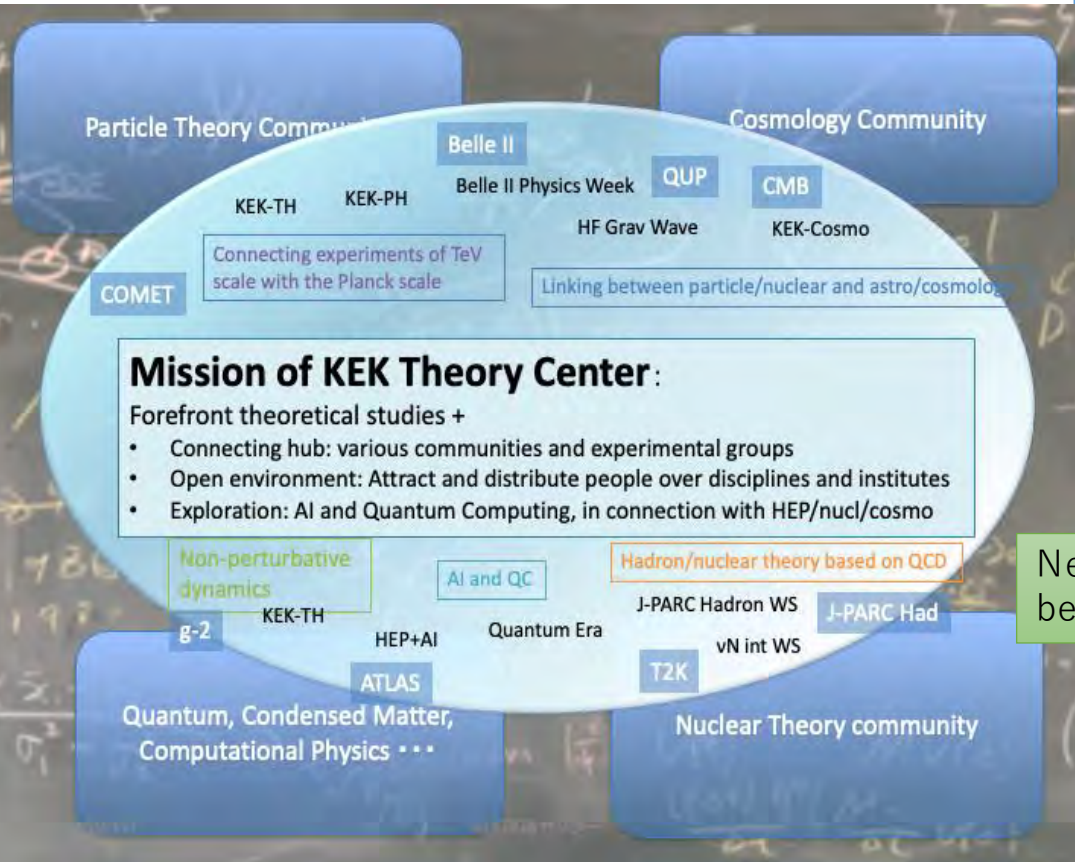 Particle Theory
Cosmology Community
Belle II
Belle II Physics Week
QUP
CMB
KEK-TH
KEK-PH
HF Grav Wave
KEK-Cosmo
Connecting experiments of TeV
scale with the Planck scale
COMET
Linking between particle/nuclear and astro/cosmology
Mission of KEK Theory Center:
Forefront theoretical studies +
• Connecting hub: various communities and experimental groups
• Open environment: Attract and distribute people over disciplines and institutes
• Exploration: AI and Quantum Computing, in connection with HEP/nucl/cosmo
Non-perturbative
dynamics
AI and QC
Hadron/nuclear theory based on QCD
KEK-TH
g-2
HEP+AI
Quantum Era
J-PARC Hadron WS
J-PARC Had
νN int WS
ATLAS
T2K
Quantum, Condensed Matter,
Computational Physics ・・・
Nuclear Theory community
Ne
be